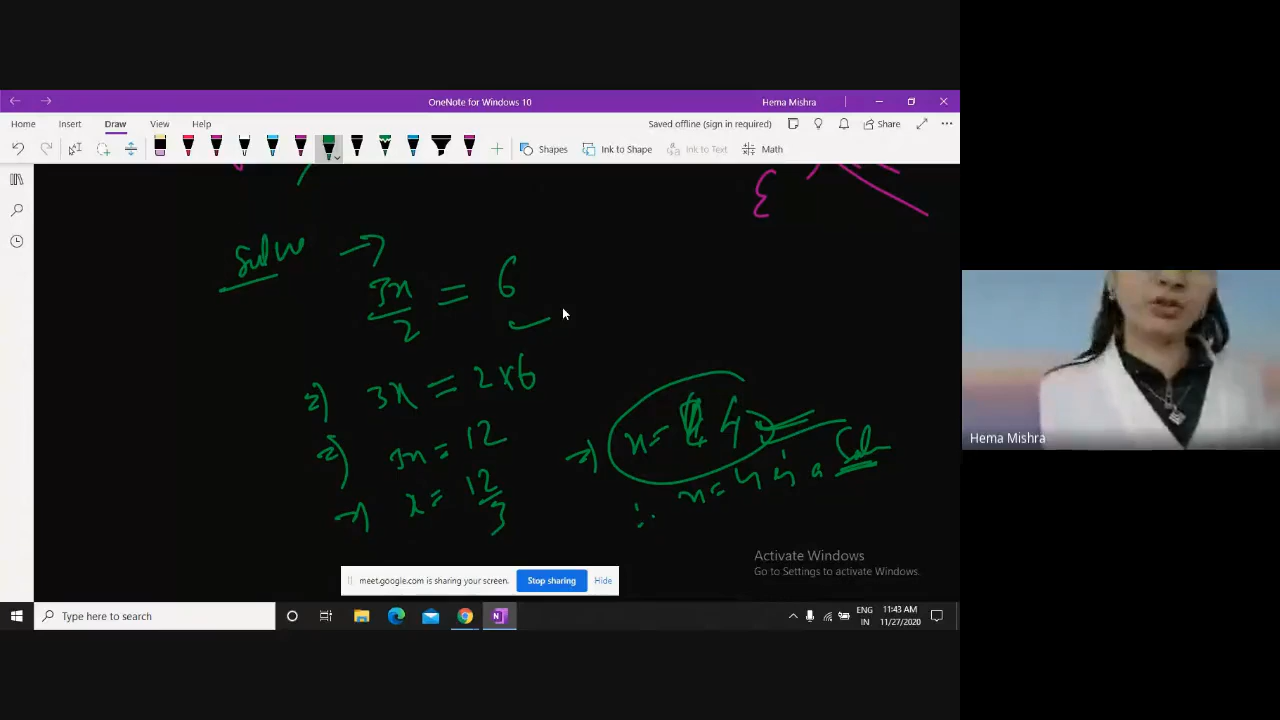 OneNote for Windows 10
Hema Mishra
Home Insert Draw View Help
Saved offline (sign in required)
Share
Shapes
Ink to Shape
Ink to Text
Math
Solve →
3x/2 = 6
⇒ 3x = 2×6
⇒ 3x = 12
⇒ x = 12/3
⇒ x = 4
∴ x = 4 is a Soln
Hema Mishra
Activate Windows
Go to Settings to activate Windows.
meet.google.com is sharing your screen.
Stop sharing
Hide
Type here to search
ENG
IN
11:43 AM
11/27/2020